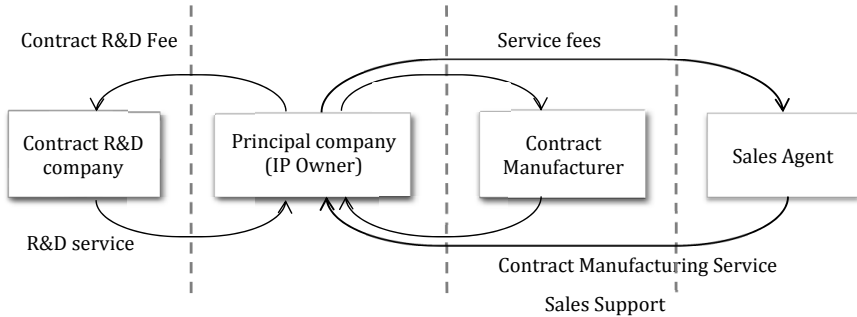 Contract R&D Fee
Service fees
Contract R&D
company
Principal company
(IP Owner)
Contract
Manufacturer
Sales Agent
R&D service
Contract Manufacturing Service
Sales Support